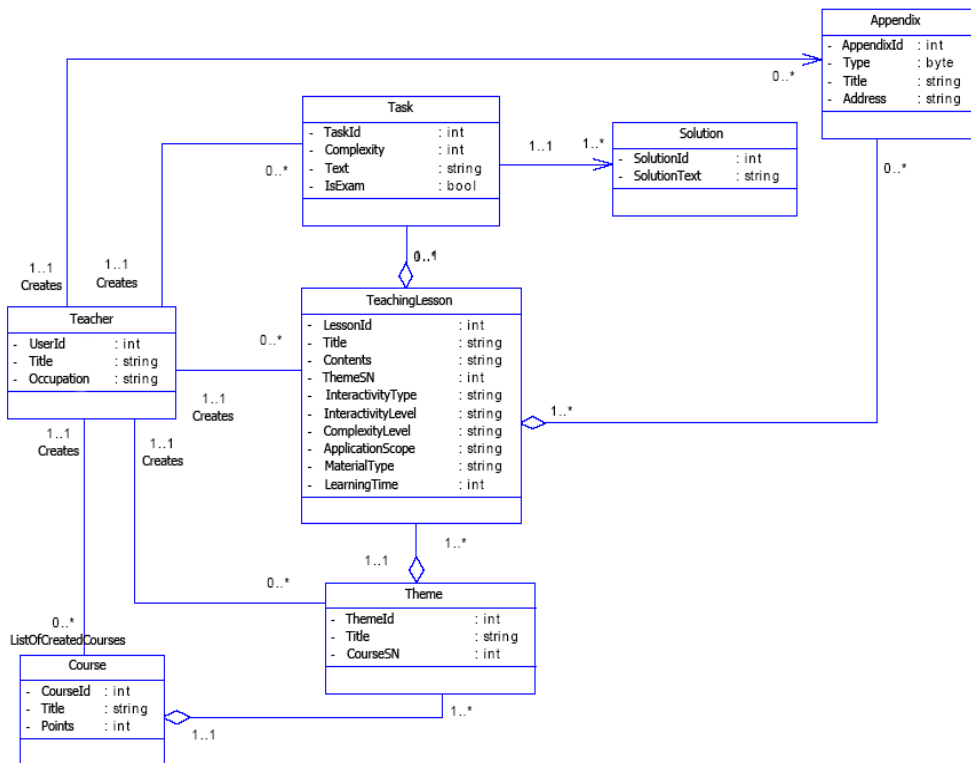 Appendix
- AppendixId : int
- Type : byte
- Title : string
- Address : string
0..*
Task
- TaskId : int
- Complexity : int
- Text : string
- IsExam : bool
0..*
1..1
1..*
Solution
- SolutionId : int
- SolutionText : string
0..*
1..1
Creates
1..1
Creates
Teacher
- UserId : int
- Title : string
- Occupation : string
0..*
1..1
Creates
TeachingLesson
- LessonId : int
- Title : string
- Contents : string
- ThemeSN : int
- InteractivityType : string
- InteractivityLevel : string
- ComplexityLevel : string
- ApplicationScope : string
- MaterialType : string
- LearningTime : int
1..*
1..1
Creates
1..1
Creates
1..*
1..1
0..*
Theme
- ThemeId : int
- Title : string
- CourseSN : int
0..*
ListOfCreatedCourses
Course
- CourseId : int
- Title : string
- Points : int
1..1
1..*